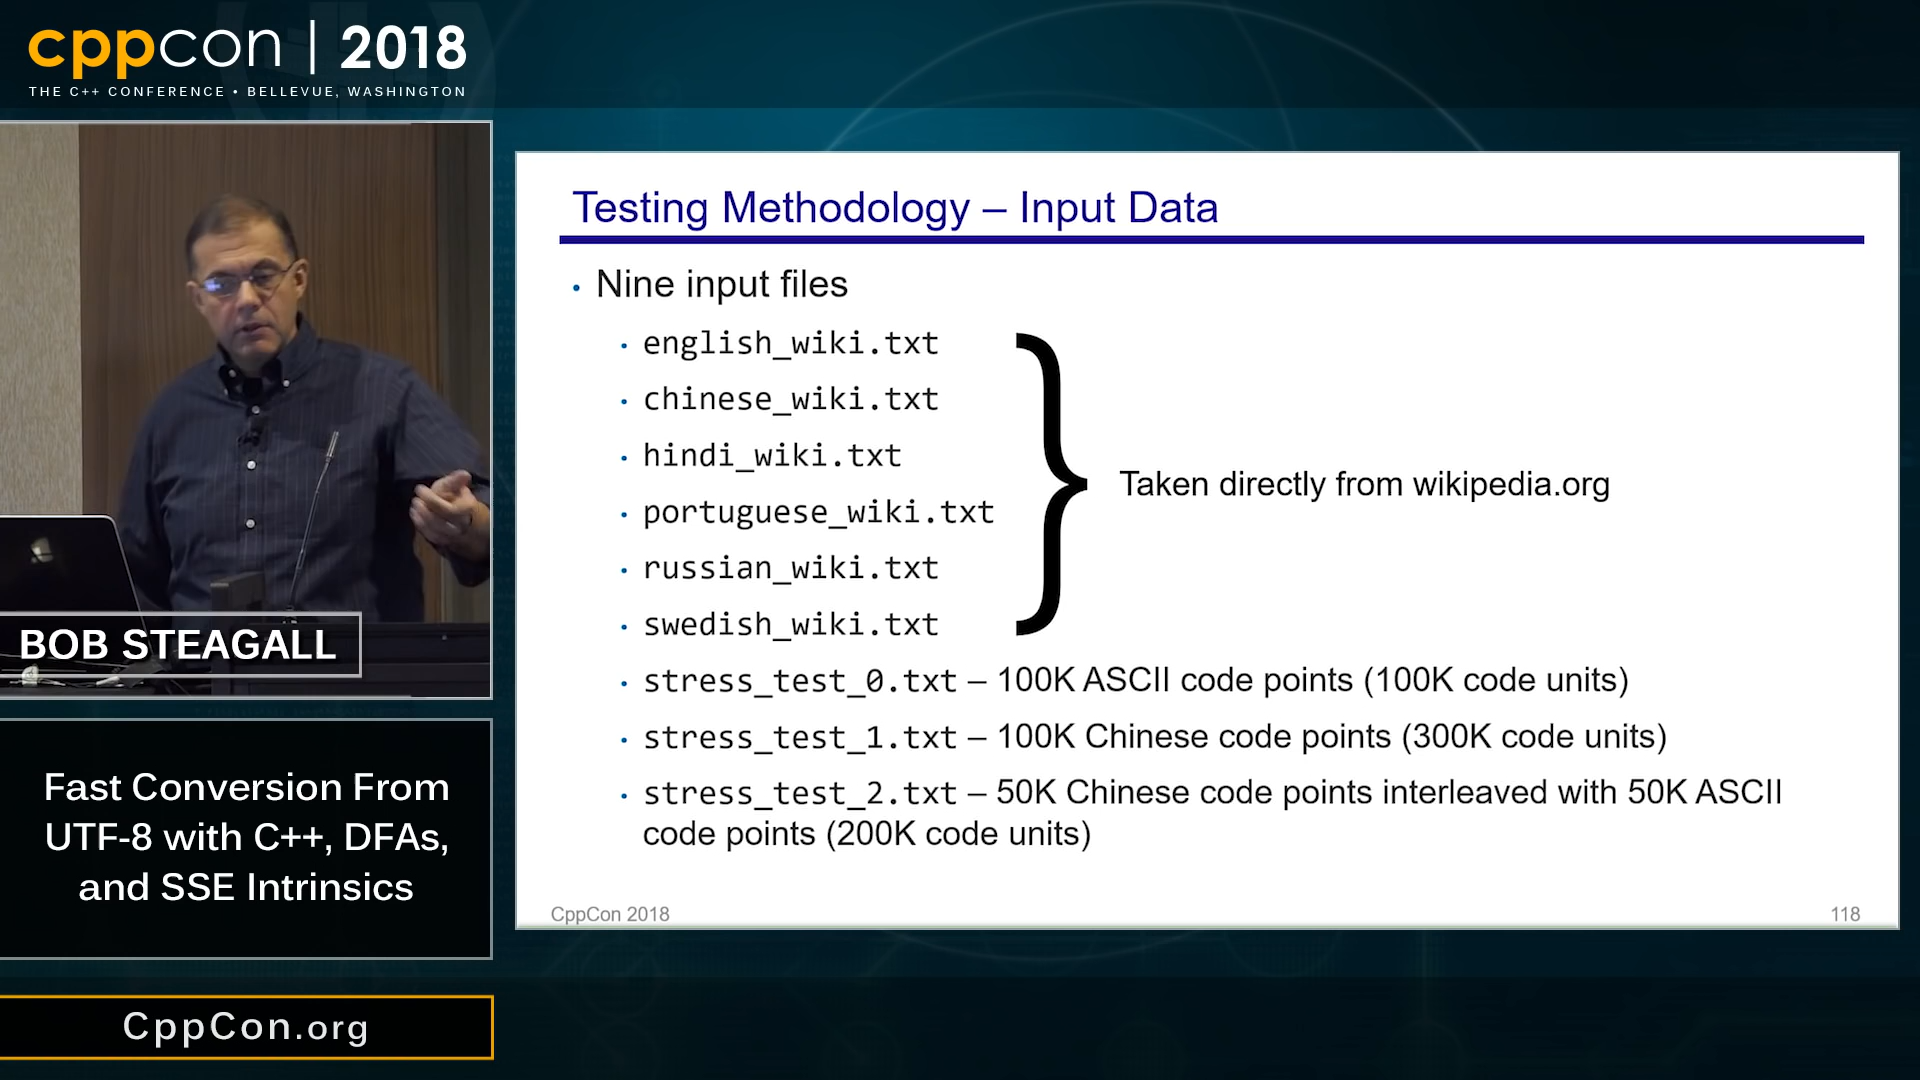 cppcon | 2018
THE C++ CONFERENCE • BELLEVUE, WASHINGTON
BOB STEAGALL
Fast Conversion From
UTF-8 with C++, DFAs,
and SSE Intrinsics
CppCon.org
Testing Methodology – Input Data
• Nine input files
• english_wiki.txt
• chinese_wiki.txt
• hindi_wiki.txt
• portuguese_wiki.txt
• russian_wiki.txt
• swedish_wiki.txt
Taken directly from wikipedia.org
• stress_test_0.txt – 100K ASCII code points (100K code units)
• stress_test_1.txt – 100K Chinese code points (300K code units)
• stress_test_2.txt – 50K Chinese code points interleaved with 50K ASCII
code points (200K code units)
CppCon 2018
118